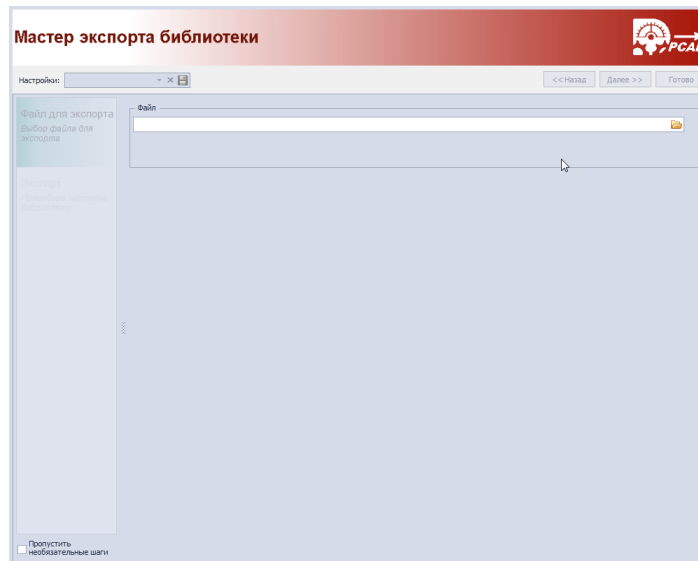 Мастер экспорта библиотеки
PCAD
Настройки:
<< Назад Далее >> Готово
Файл для экспорта
Выбор файла для
экспорта
Файл
Экспорт
Пропустить
необязательные шаги